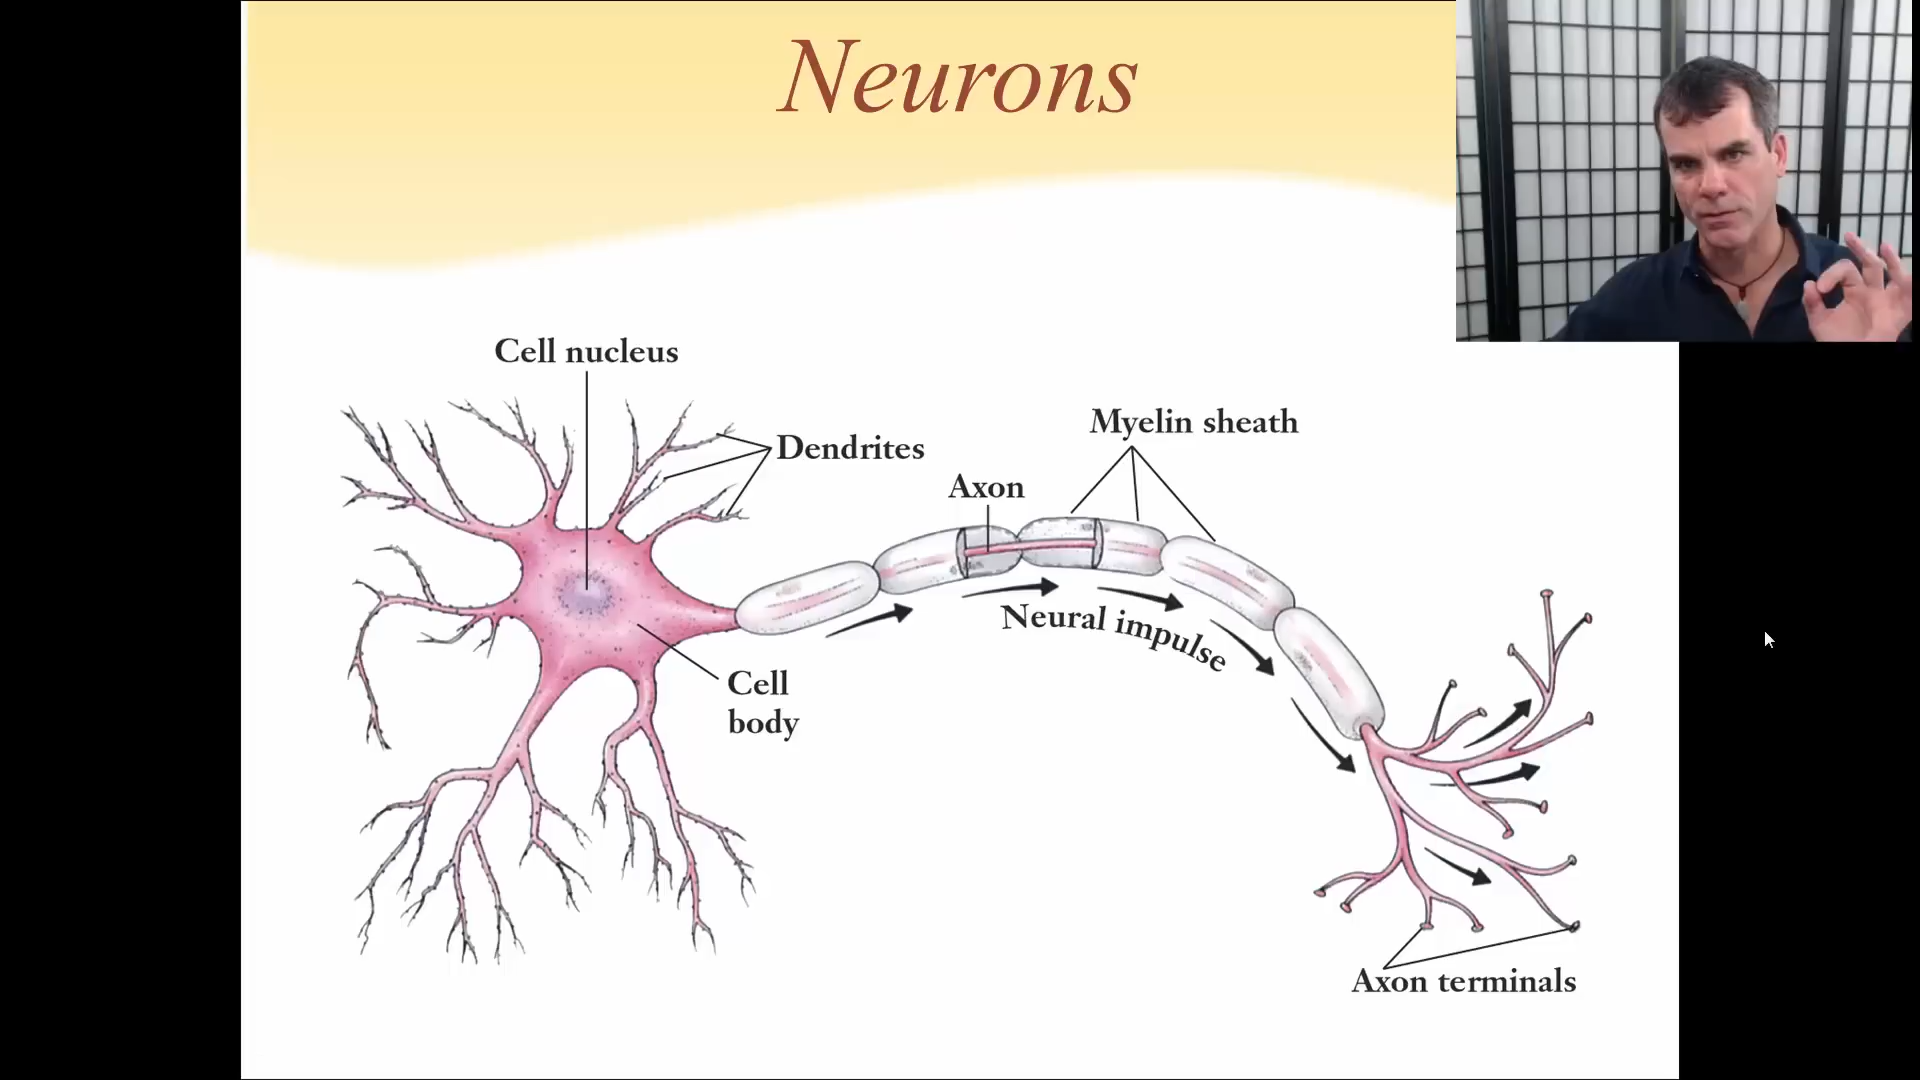 Neurons
Cell nucleus
Dendrites
Myelin sheath
Axon
Neural impulse
Cell
body
Axon terminals